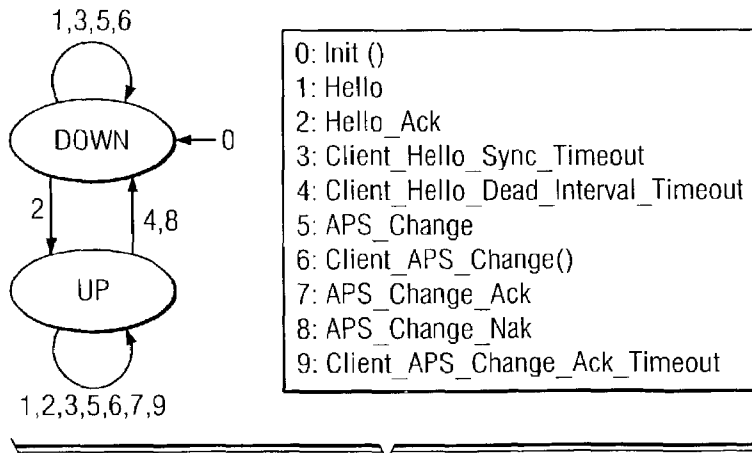 1,3,5,6
DOWN
0
2
4,8
UP
1,2,3,5,6,7,9
0: Init ()
1: Hello
2: Hello_Ack
3: Client_Hello_Sync_Timeout
4: Client_Hello_Dead_Interval_Timeout
5: APS_Change
6: Client_APS_Change()
7: APS_Change_Ack
8: APS_Change_Nak
9: Client_APS_Change_Ack_Timeout